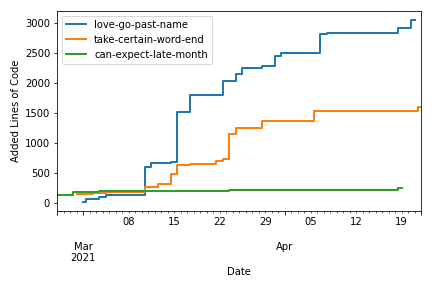 love-go-past-name
take-certain-word-end
can-expect-late-month
Added Lines of Code
3000
2500
2000
1500
1000
500
0
08 15 22 29 05 12 19
Mar Apr
2021
Date